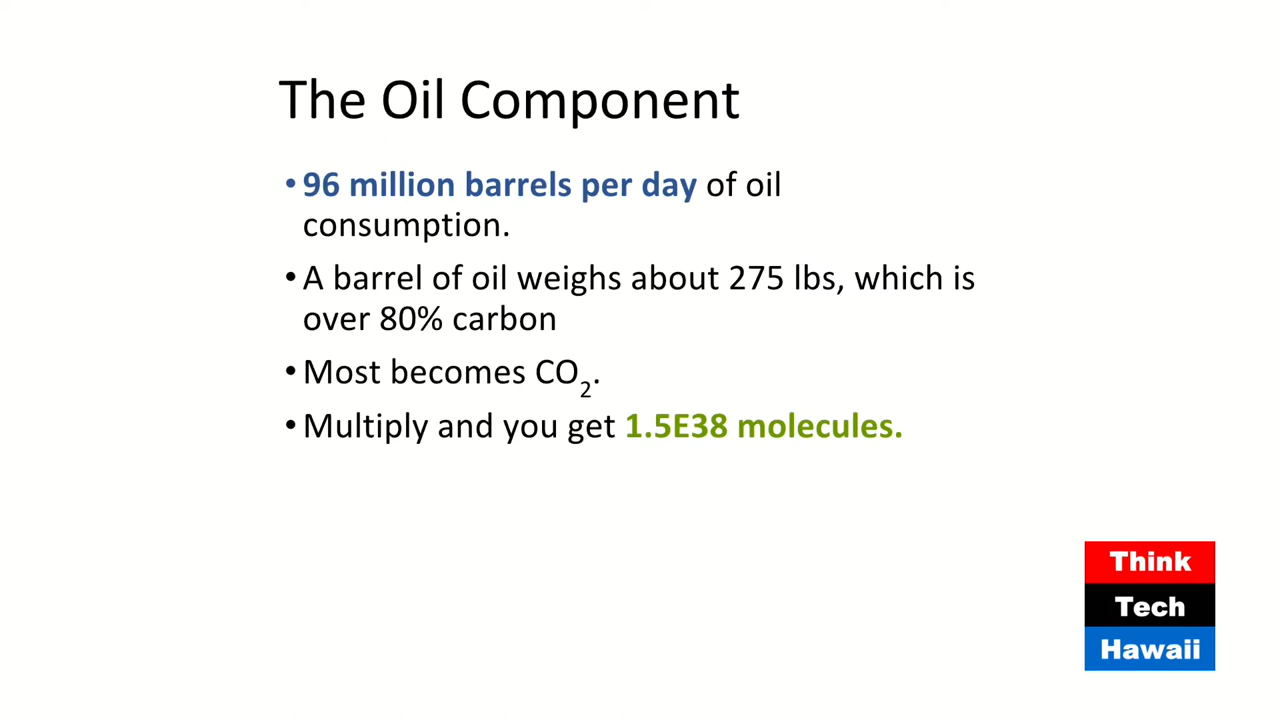 The Oil Component
• 96 million barrels per day of oil
consumption.
• A barrel of oil weighs about 275 lbs, which is
over 80% carbon
• Most becomes CO₂.
• Multiply and you get 1.5E38 molecules.
Think
Tech
Hawaii